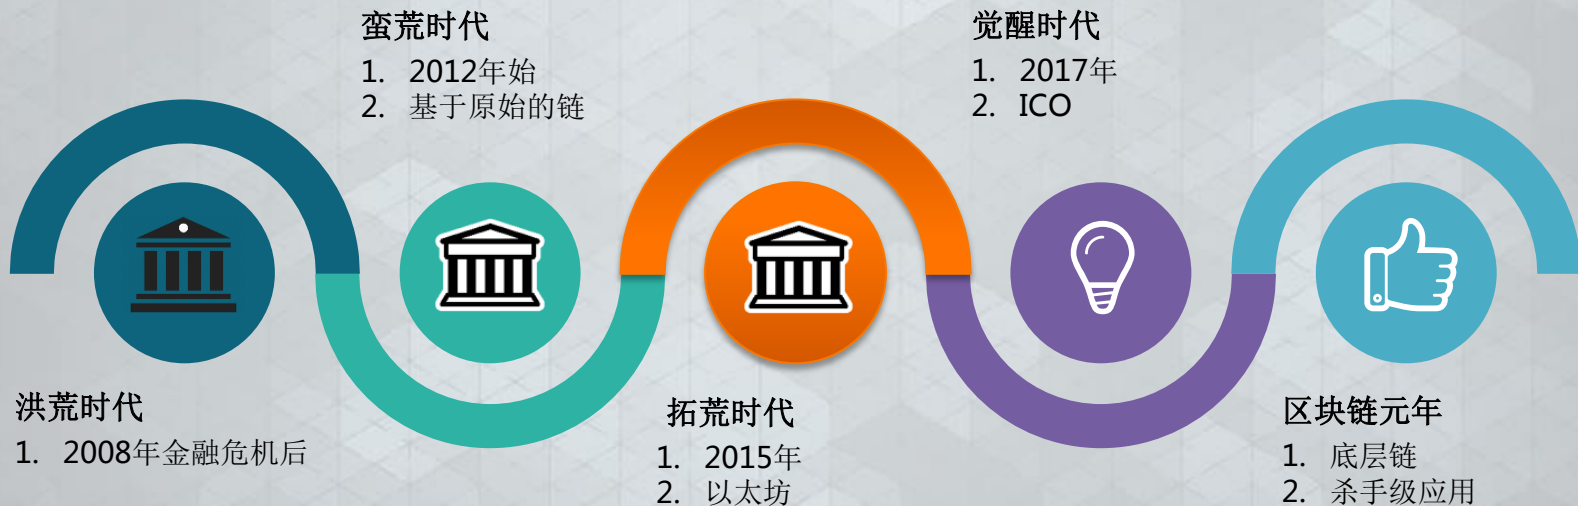 洪荒时代
1. 2008年金融危机后
蛮荒时代
1. 2012年始
2. 基于原始的链
拓荒时代
1. 2015年
2. 以太坊
觉醒时代
1. 2017年
2. ICO
区块链元年
1. 底层链
2. 杀手级应用